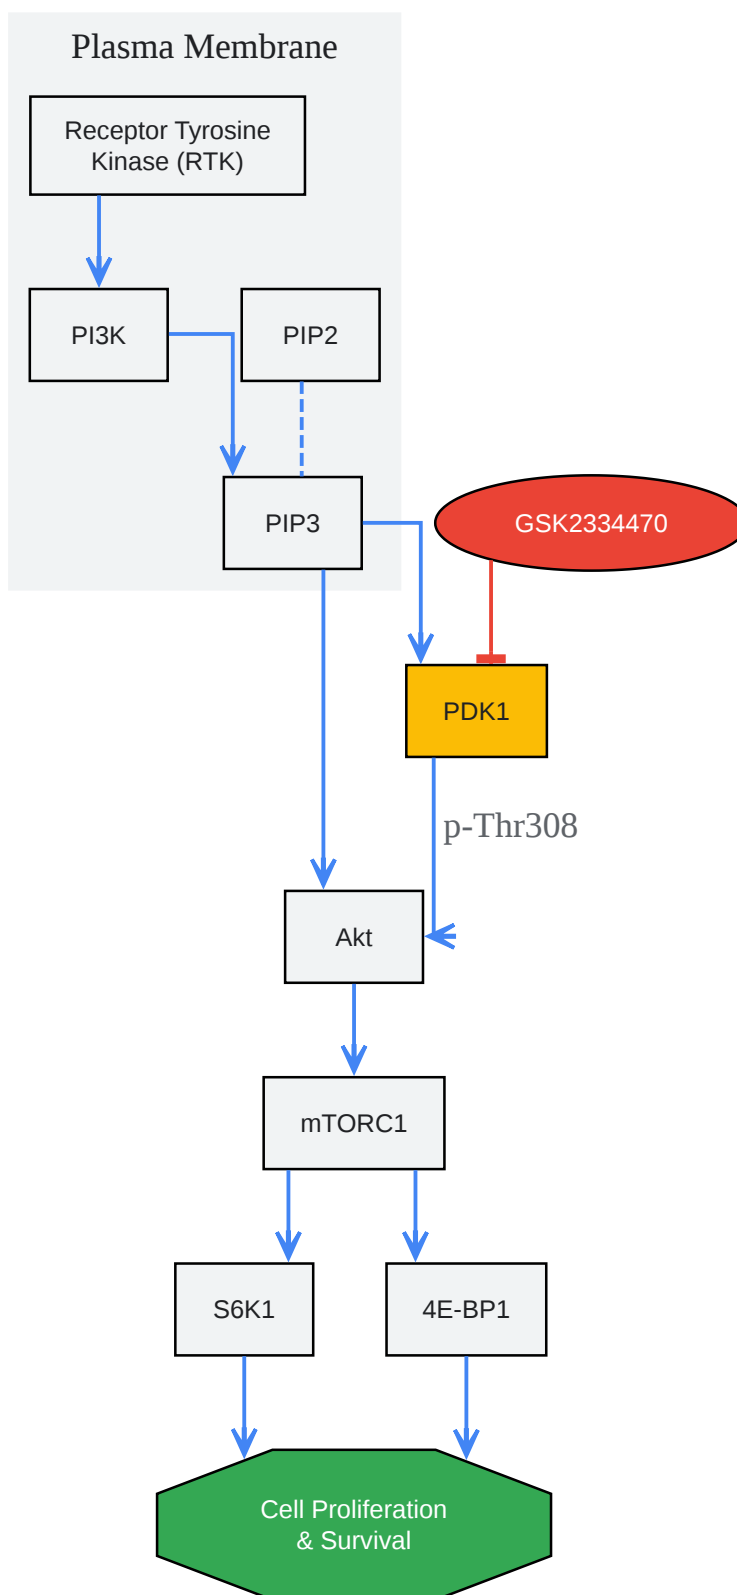 Plasma Membrane
Receptor Tyrosine
Kinase (RTK)
PI3K
PIP2
PIP3
GSK2334470
PDK1
p-Thr308
Akt
mTORC1
S6K1
4E-BP1
Cell Proliferation
& Survival